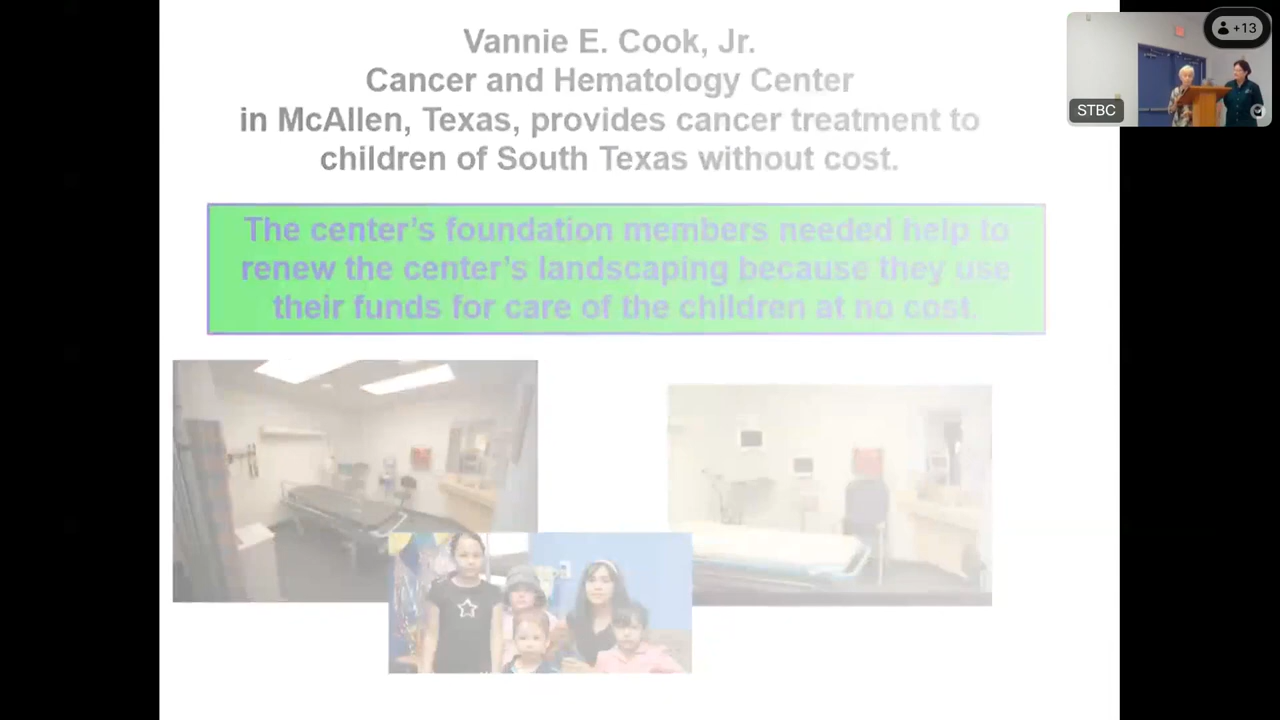 Vannie E. Cook, Jr.
Cancer and Hematology Center
in McAllen, Texas, provides cancer treatment to
children of South Texas without cost.
The center's foundation members needed help to
renew the center's landscaping because they use
their funds for care of the children at no cost.
+13
STBC